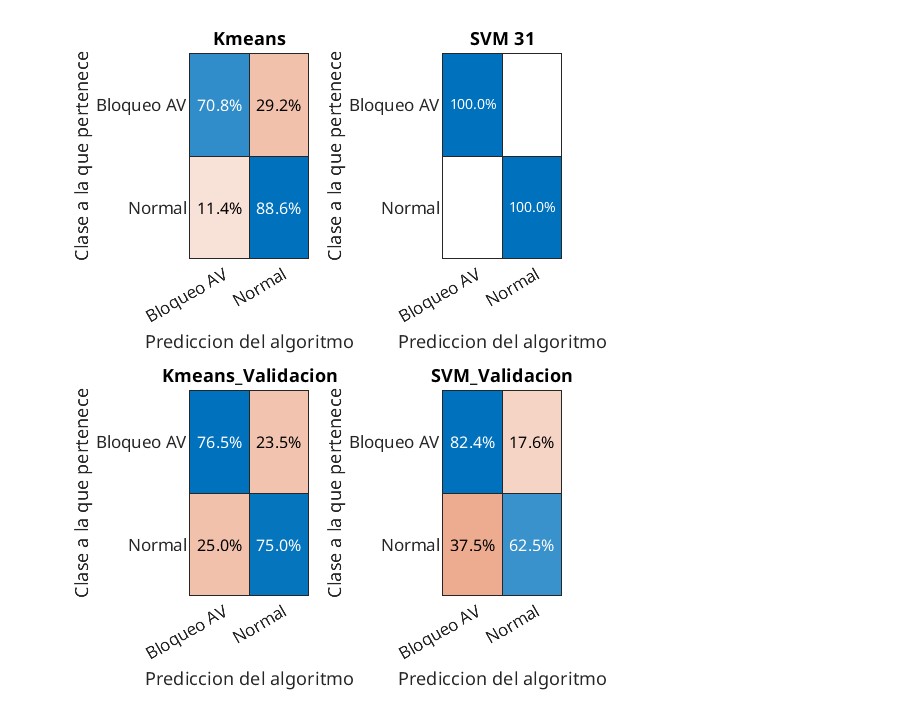 Kmeans
Clase a la que pertenece
Bloqueo AV
70.8%
29.2%
Normal
11.4%
88.6%
Bloqueo AV
Normal
Prediccion del algoritmo
SVM 31
Clase a la que pertenece
Bloqueo AV
100.0%
Normal
100.0%
Bloqueo AV
Normal
Prediccion del algoritmo
Kmeans_Validacion
Clase a la que pertenece
Bloqueo AV
76.5%
23.5%
Normal
25.0%
75.0%
Bloqueo AV
Normal
Prediccion del algoritmo
SVM_Validacion
Clase a la que pertenece
Bloqueo AV
82.4%
17.6%
Normal
37.5%
62.5%
Bloqueo AV
Normal
Prediccion del algoritmo